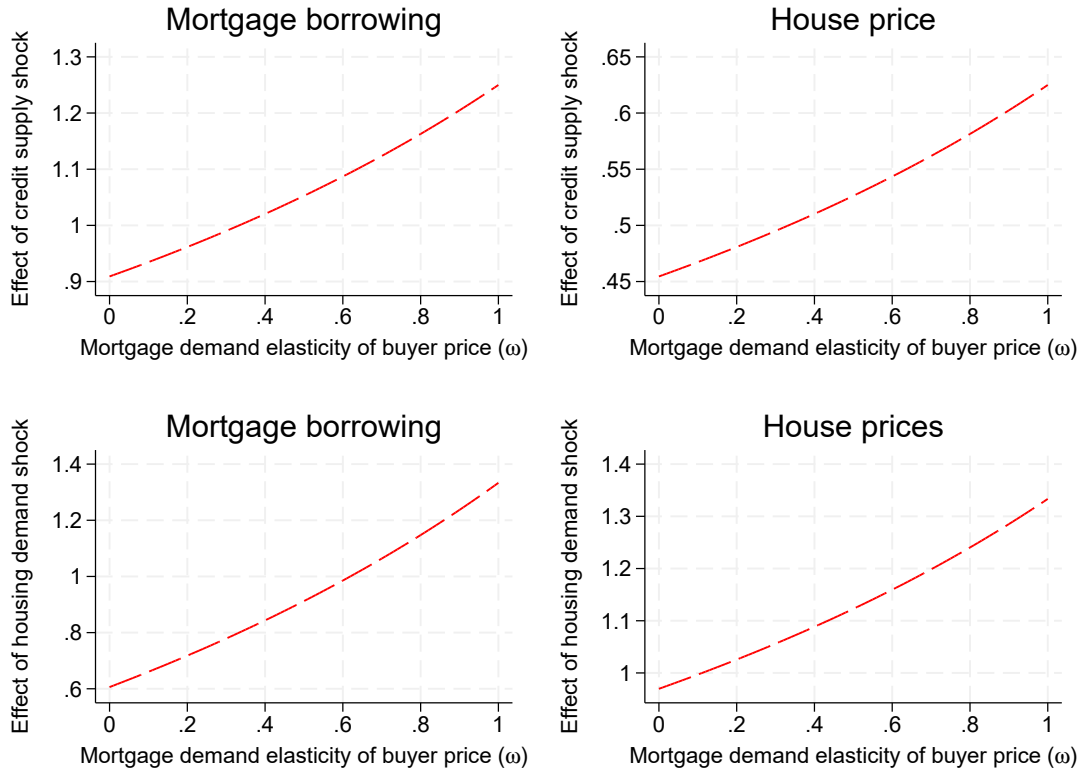 Mortgage borrowing
Effect of credit supply shock
1.3
1.2
1.1
1
.9
0 .2 .4 .6 .8 1
Mortgage demand elasticity of buyer price (ω)
House price
Effect of credit supply shock
.65
.6
.55
.5
.45
0 .2 .4 .6 .8 1
Mortgage demand elasticity of buyer price (ω)
Mortgage borrowing
Effect of housing demand shock
1.4
1.2
1
.8
.6
0 .2 .4 .6 .8 1
Mortgage demand elasticity of buyer price (ω)
House prices
Effect of housing demand shock
1.4
1.3
1.2
1.1
1
0 .2 .4 .6 .8 1
Mortgage demand elasticity of buyer price (ω)